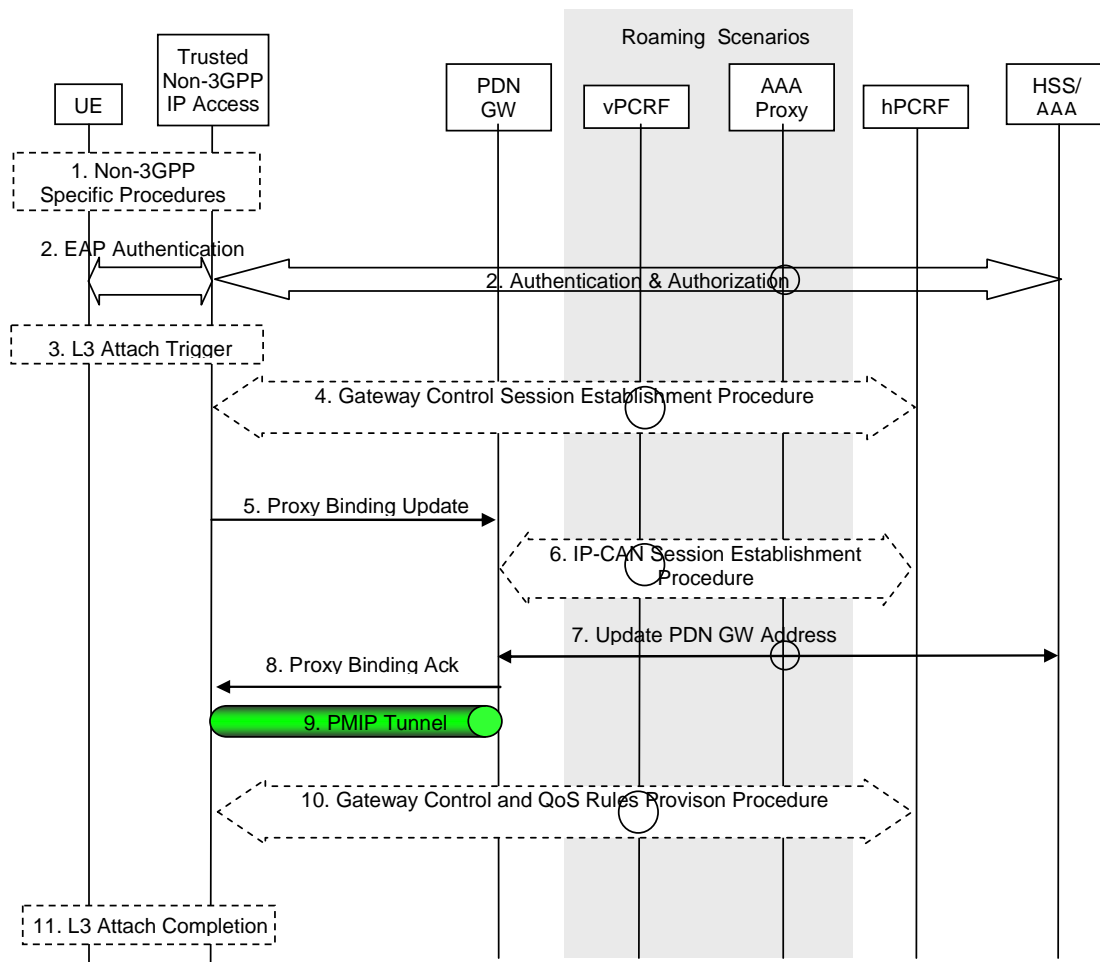 Roaming Scenarios
UE
Trusted
Non-3GPP
IP Access
PDN
GW
vPCRF
AAA
Proxy
hPCRF
HSS/
AAA
1. Non-3GPP
Specific Procedures
2. EAP Authentication
2. Authentication & Authorization
3. L3 Attach Trigger
4. Gateway Control Session Establishment Procedure
5. Proxy Binding Update
6. IP-CAN Session Establishment
Procedure
7. Update PDN GW Address
8. Proxy Binding Ack
9. PMIP Tunnel
10. Gateway Control and QoS Rules Provison Procedure
11. L3 Attach Completion